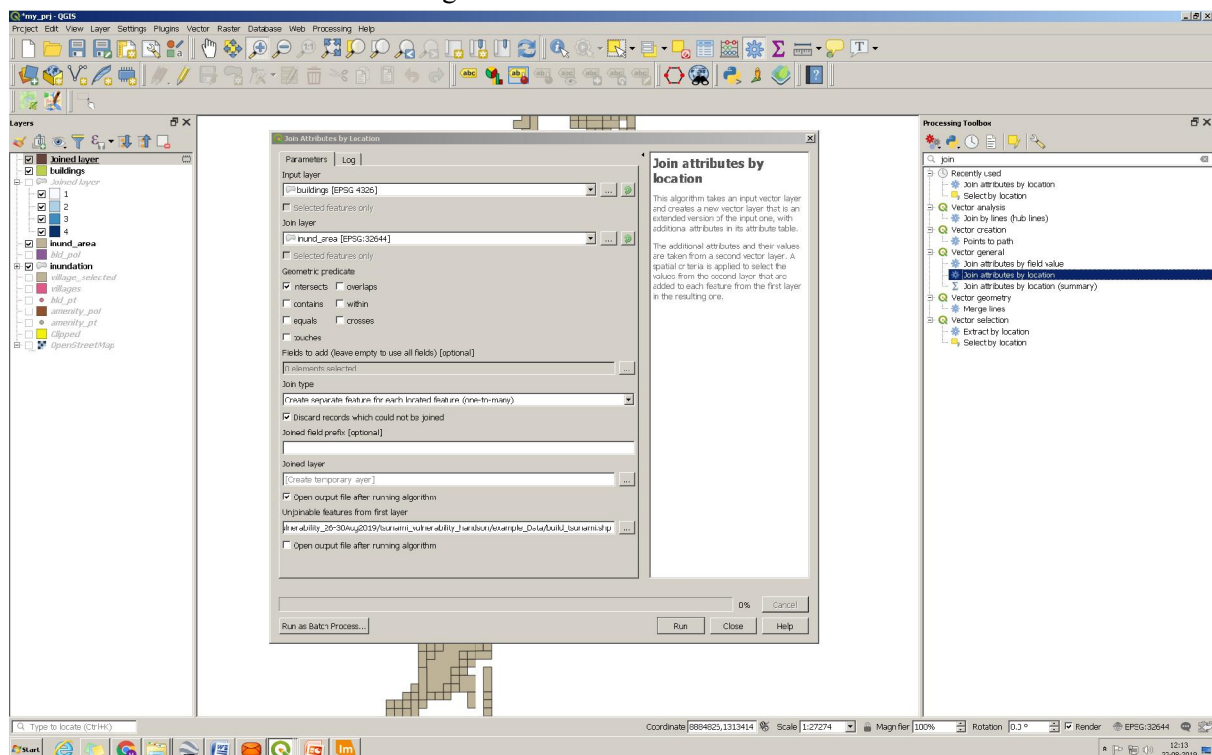 *my_prj - QGIS
Project Edit View Layer Settings Plugins Vector Raster Database Web Processing Help
Layers
Joined layer
buildings
Joined layer
1
2
3
4
inund_area
bld_pol
inundation
village_selected
villages
bld_pt
amenity_pol
amenity_pt
Clipped
OpenStreetMap
Join Attributes by Location
Parameters Log
Input layer
buildings [EPSG 4326]
Selected features only
Join layer
inund_area [EPSG:32644]
Selected features only
Geometric predicate
ntersects overlaps
contains within
equals crosses
touches
Fields to add (leave empty to use all fields) [optional]
0 elements selected
Join type
Create separate feature for each located feature (one-to-many)
Discard records which could not be joined
Joined field prefix [optional]
Joined layer
[Create temporary ayer]
Open output file after running algorithm
Unjoinable features from first layer
Open output file after running algorithm
0% Cancel
Run as Batch Process... Run Close Help
Join attributes by
location
This algorithm takes an input vector layer
and creates a new vector layer that is an
extended version of the input one, with
additiona attributes in its attribute table.
The additional attributes and their values
are taken from a second vector layer. A
spatial criteria is applied to select the
values from the second layer that are
added to each feature from the first layer
in the resulting one.
Processing Toolbox
join
Recently used
Join attributes by location
Select by location
Vector analysis
Join by lines (hub lines)
Vector creation
Points to path
Vector general
Join attributes by field value
Join attributes by location
Join attributes by location (summary)
Vector geometry
Merge lines
Vector selection
Extract by location
Select by location
Type to locate (Ctrl+K) Coordinate 8884825,1313414 Scale 1:27274 Magnifier 100% Rotation 0.0 ° Render EPSG:32644
Start 12:13